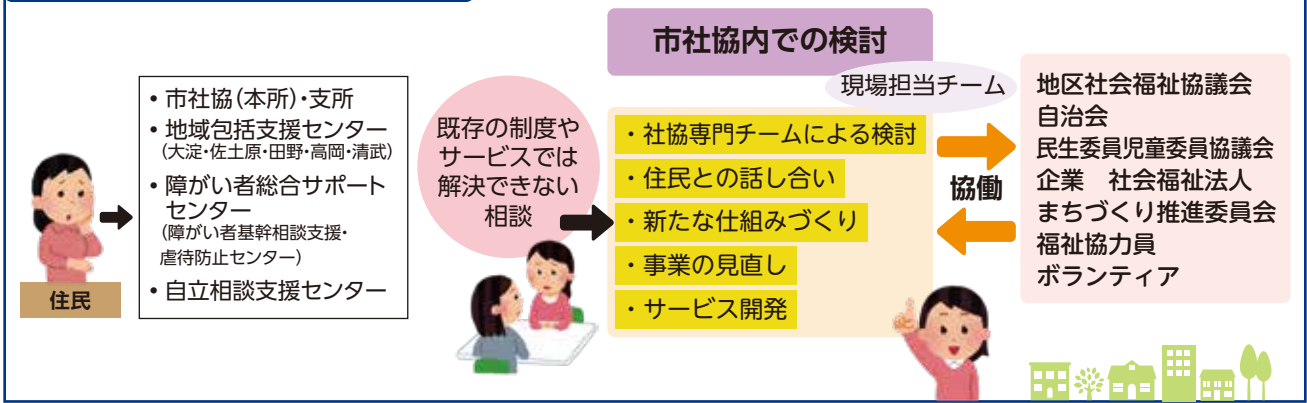 住民
• 市社協(本所)・支所
• 地域包括支援センター
(大淀・佐土原・田野・高岡・清武)
• 障がい者総合サポート
センター
(障がい者基幹相談支援・
虐待防止センター)
• 自立相談支援センター
既存の制度や
サービスでは
解決できない
相談
市社協内での検討
現場担当チーム
・社協専門チームによる検討
・住民との話し合い
・新たな仕組みづくり
・事業の見直し
・サービス開発
協働
地区社会福祉協議会
自治会
民生委員児童委員協議会
企業 社会福祉法人
まちづくり推進委員会
福祉協力員
ボランティア